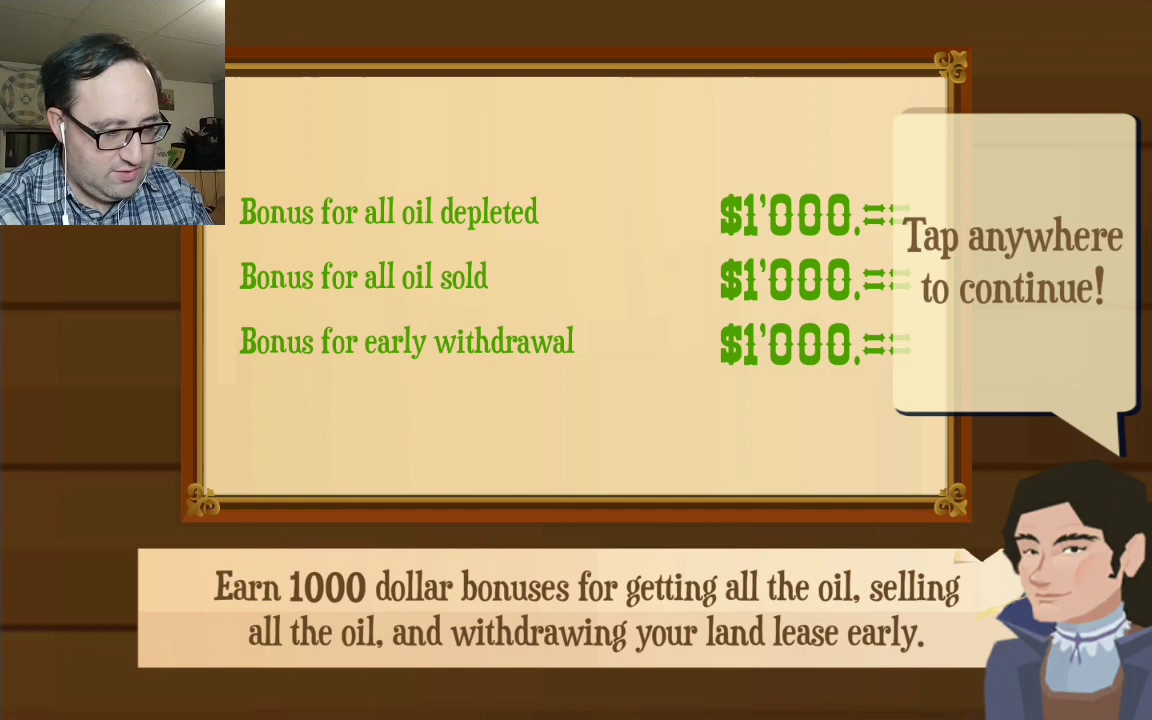 Bonus for all oil depleted $1'000.==
Bonus for all oil sold $1'000.==
Bonus for early withdrawal $1'000.==
Tap anywhere
to continue!
Earn 1000 dollar bonuses for getting all the oil, selling
all the oil, and withdrawing your land lease early.